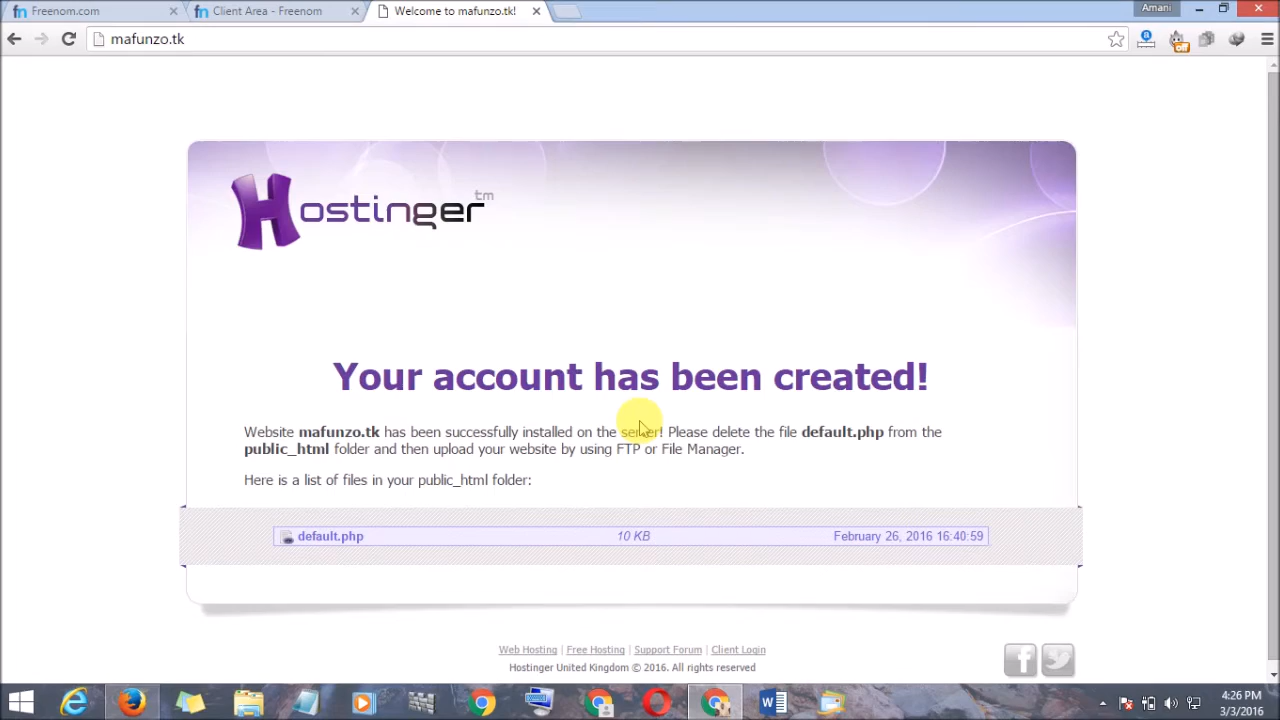 Freenom.com
Client Area - Freenom
Welcome to mafunzo.tk!
Amani
mafunzo.tk
off
Hostinger tm
Your account has been created!
Website mafunzo.tk has been successfully installed on the server! Please delete the file default.php from the
public_html folder and then upload your website by using FTP or File Manager.
Here is a list of files in your public_html folder:
default.php 10 KB February 26, 2016 16:40:59
Web Hosting | Free Hosting | Support Forum | Client Login
Hostinger United Kingdom © 2016. All rights reserved
4:26 PM
3/3/2016